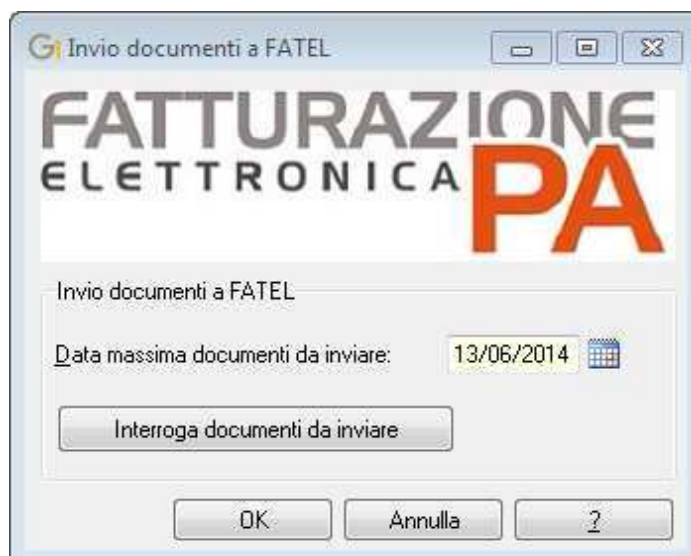 Gi Invio documenti a FATEL
FATTURAZIONE
ELETTRONICA PA
Invio documenti a FATEL
Data massima documenti da inviare: 13/06/2014
Interroga documenti da inviare
OK Annulla ?